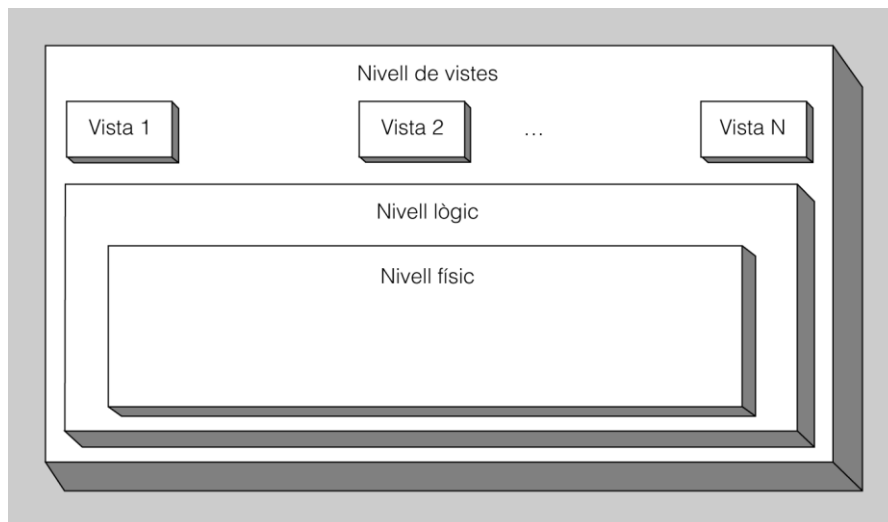 Nivell de vistes
Vista 1
Vista 2
...
Vista N
Nivell lògic
Nivell físic